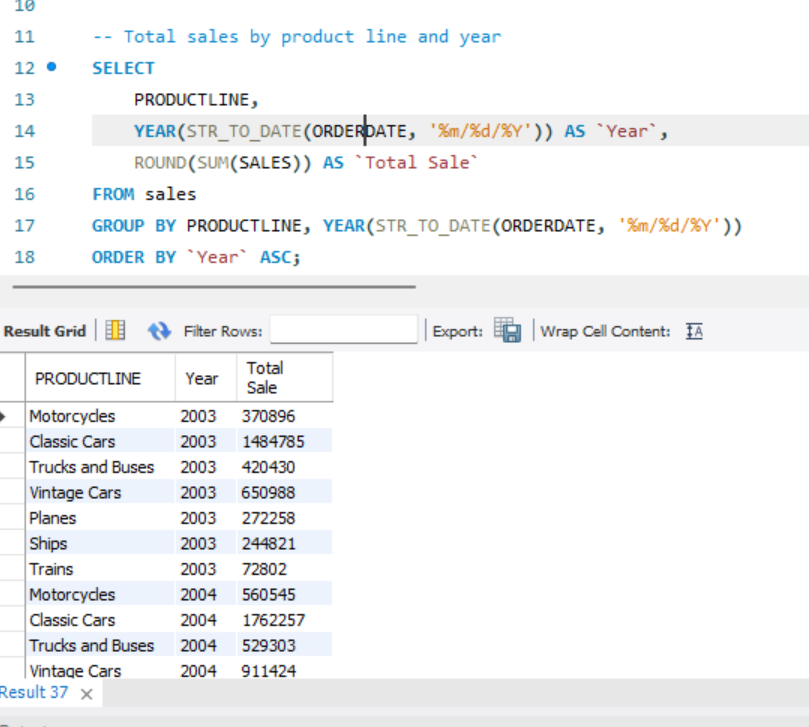 10
11 -- Total sales by product line and year
12 SELECT
13 PRODUCTLINE,
14 YEAR(STR_TO_DATE(ORDERDATE, '%m/%d/%Y')) AS `Year`,
15 ROUND(SUM(SALES)) AS `Total Sale`
16 FROM sales
17 GROUP BY PRODUCTLINE, YEAR(STR_TO_DATE(ORDERDATE, '%m/%d/%Y'))
18 ORDER BY `Year` ASC;
Result Grid Filter Rows: Export: Wrap Cell Content: IA
PRODUCTLINE Year Total Sale
Motorcycles 2003 370896
Classic Cars 2003 1484785
Trucks and Buses 2003 420430
Vintage Cars 2003 650988
Planes 2003 272258
Ships 2003 244821
Trains 2003 72802
Motorcycles 2004 560545
Classic Cars 2004 1762257
Trucks and Buses 2004 529303
Vintage Cars 2004 911424
Result 37 ×